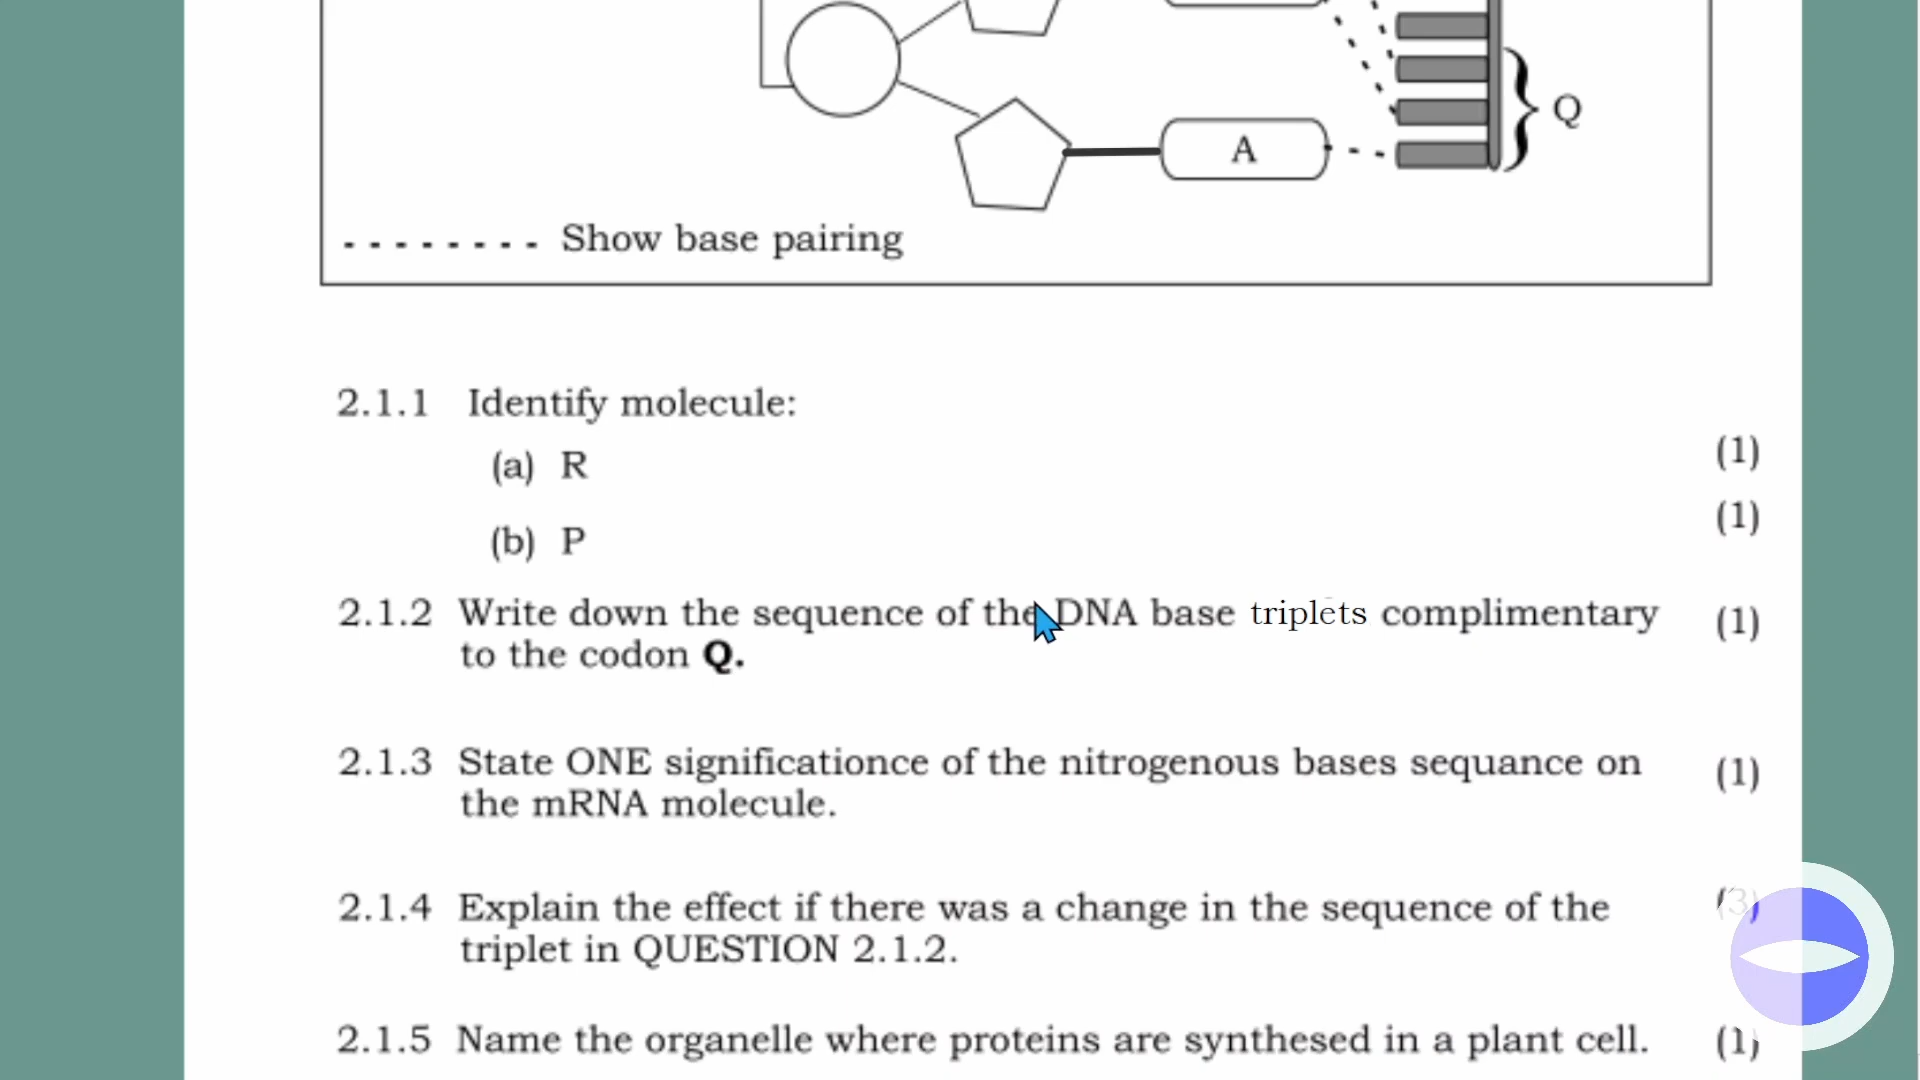 Q
A
- - - - - - - - Show base pairing
2.1.1 Identify molecule:
(a) R (1)
(b) P (1)
2.1.2 Write down the sequence of the DNA base triplets complimentary (1)
to the codon Q.
2.1.3 State ONE significationce of the nitrogenous bases sequance on (1)
the mRNA molecule.
2.1.4 Explain the effect if there was a change in the sequence of the (3)
triplet in QUESTION 2.1.2.
2.1.5 Name the organelle where proteins are synthesed in a plant cell. (1)